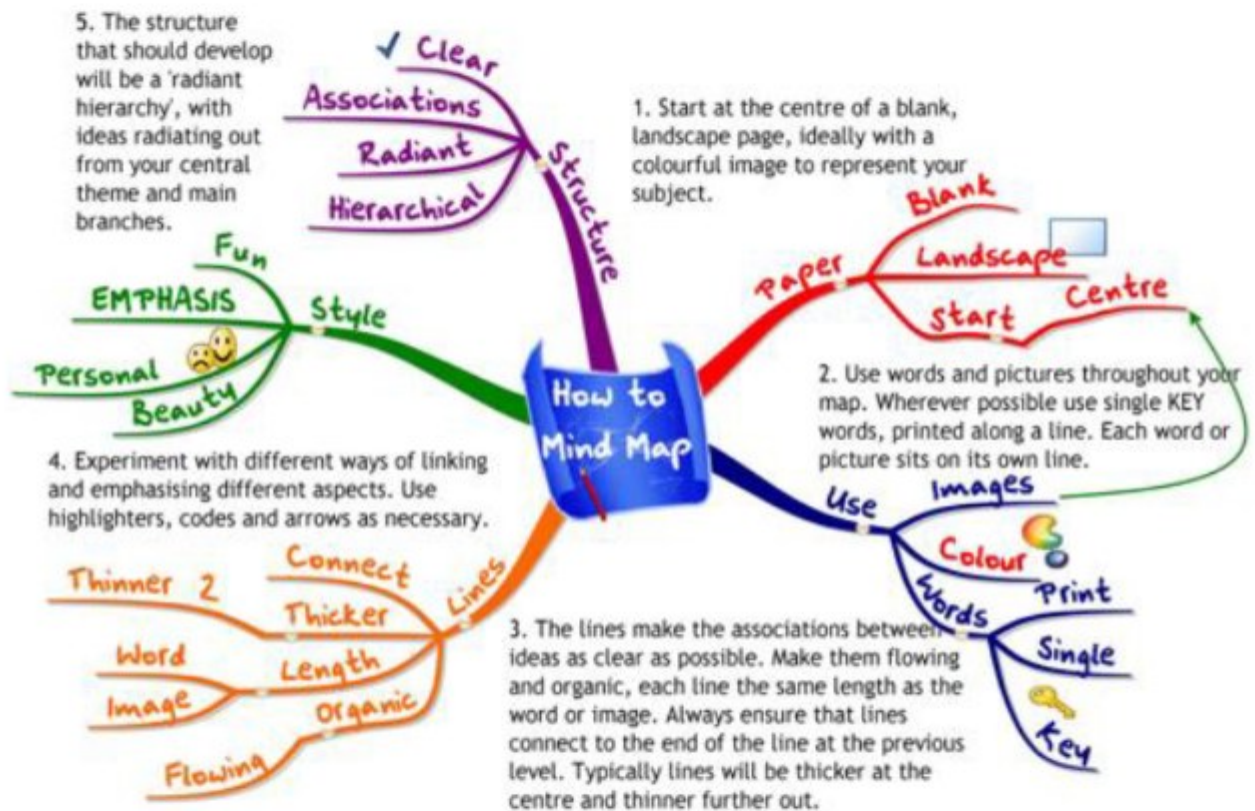 How to
Mind Map
1. Start at the centre of a blank,
landscape page, ideally with a
colourful image to represent your
subject.
Paper
Blank
Landscape
Start
Centre
2. Use words and pictures throughout your
map. Wherever possible use single KEY
words, printed along a line. Each word or
picture sits on its own line.
Use
Images
Colour
Words
Print
Single
Key
3. The lines make the associations between
ideas as clear as possible. Make them flowing
and organic, each line the same length as the
word or image. Always ensure that lines
connect to the end of the line at the previous
level. Typically lines will be thicker at the
centre and thinner further out.
Lines
Connect
Thicker
Thinner 2
Length
Word
Image
Organic
Flowing
4. Experiment with different ways of linking
and emphasising different aspects. Use
highlighters, codes and arrows as necessary.
Style
Fun
EMPHASIS
Personal
Beauty
5. The structure
that should develop
will be a 'radiant
hierarchy', with
ideas radiating out
from your central
theme and main
branches.
Structure
Clear
Associations
Radiant
Hierarchical